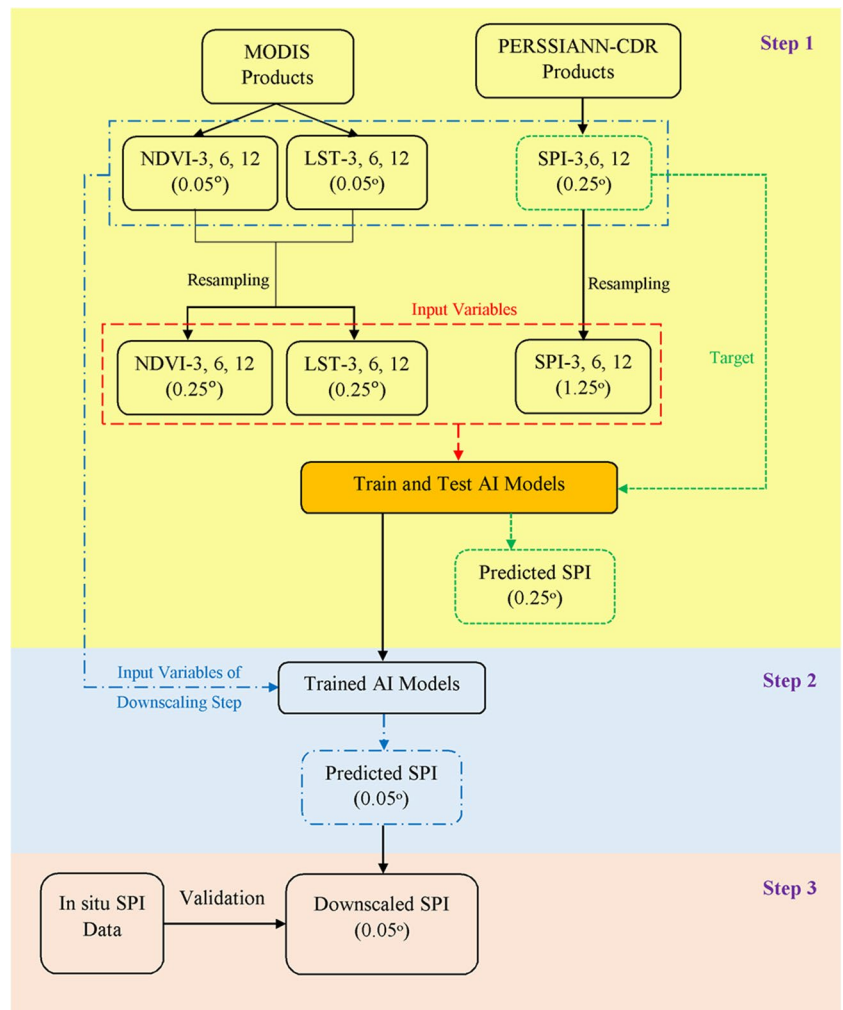 Step 1
MODIS
Products
PERSSIANN-CDR
Products
NDVI-3, 6, 12
(0.05°)
LST-3, 6, 12
(0.05°)
SPI-3,6, 12
(0.25°)
Resampling
Resampling
Input Variables
Target
NDVI-3, 6, 12
(0.25°)
LST-3, 6, 12
(0.25°)
SPI-3, 6, 12
(1.25°)
Train and Test AI Models
Predicted SPI
(0.25°)
Step 2
Input Variables of
Downscaling Step
Trained AI Models
Predicted SPI
(0.05°)
Step 3
In situ SPI
Data
Validation
Downscaled SPI
(0.05°)